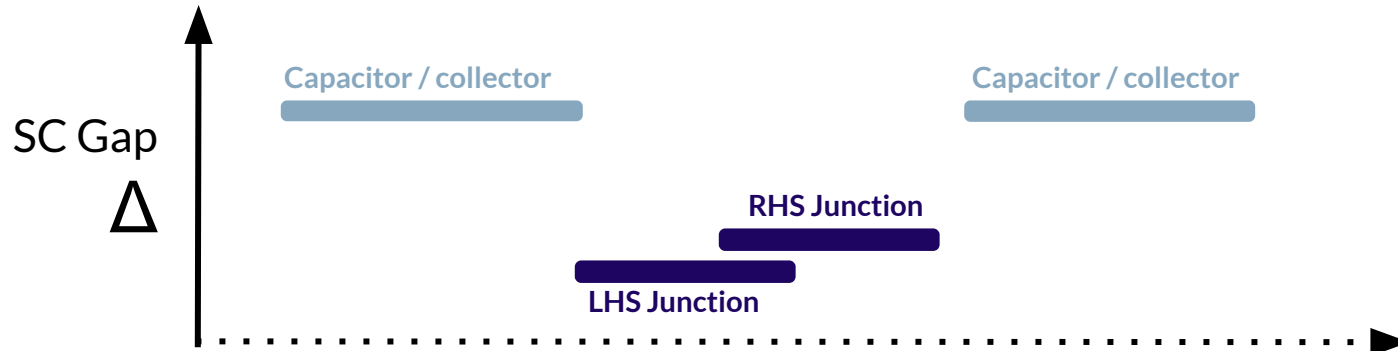 Capacitor / collector
Capacitor / collector
SC Gap
Δ
RHS Junction
LHS Junction